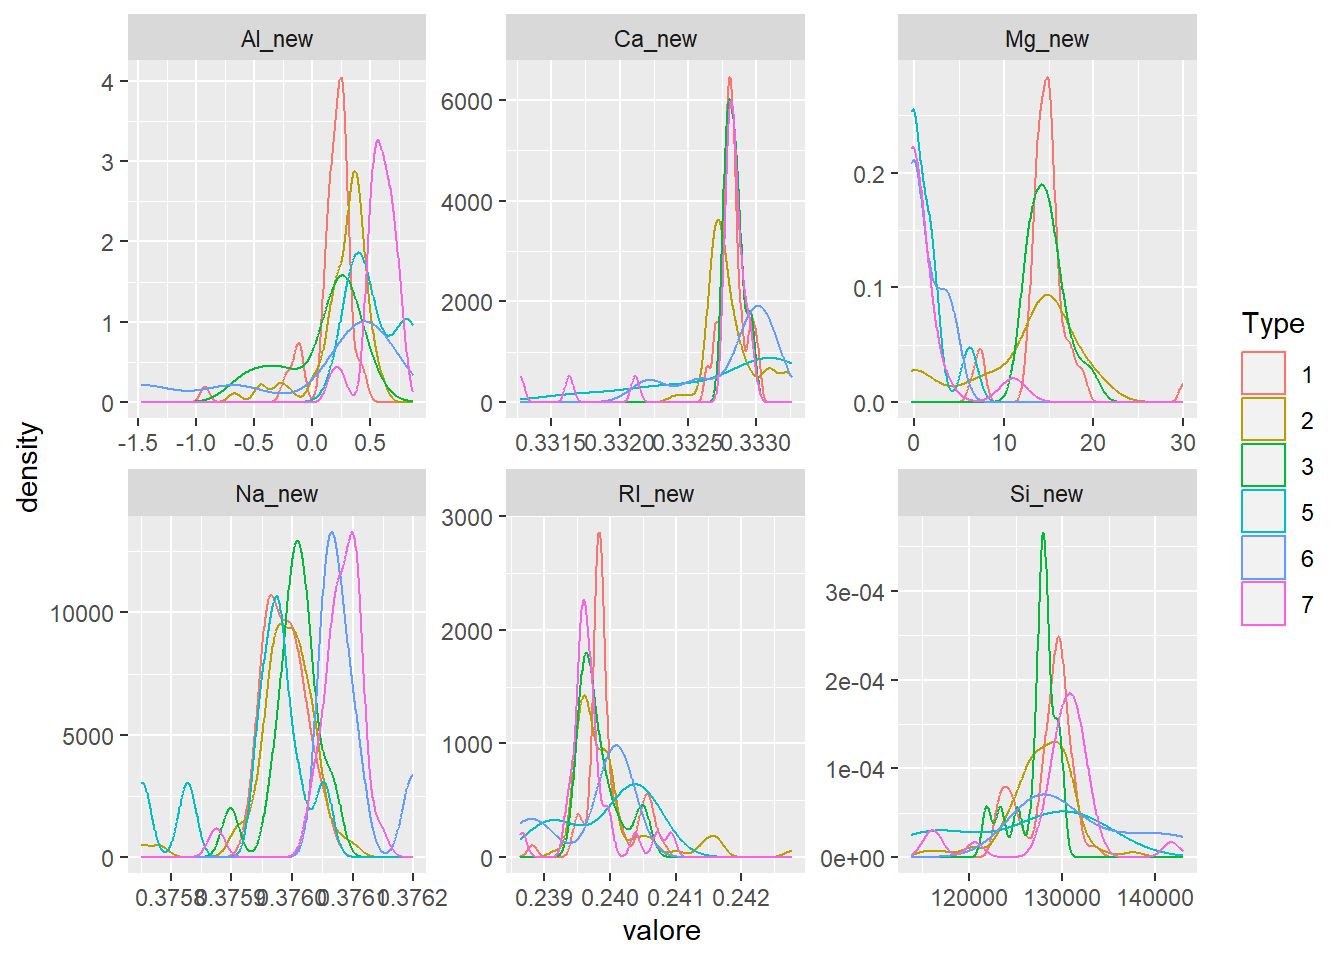 Al_new
Ca_new
Mg_new
4
3
2
1
0
6000
4000
2000
0
0.2
0.1
0.0
-1.5 -1.0 -0.5 0.0 0.5
0.3315 0.3320 0.3325 0.3330
0 10 20 30
Na_new
RI_new
Si_new
10000
5000
0
3000
2000
1000
0
3e-04
2e-04
1e-04
0e+00
0.3758 0.3759 0.3760 0.3761 0.3762
0.239 0.240 0.241 0.242
120000 130000 140000
density
valore
Type
1
2
3
5
6
7